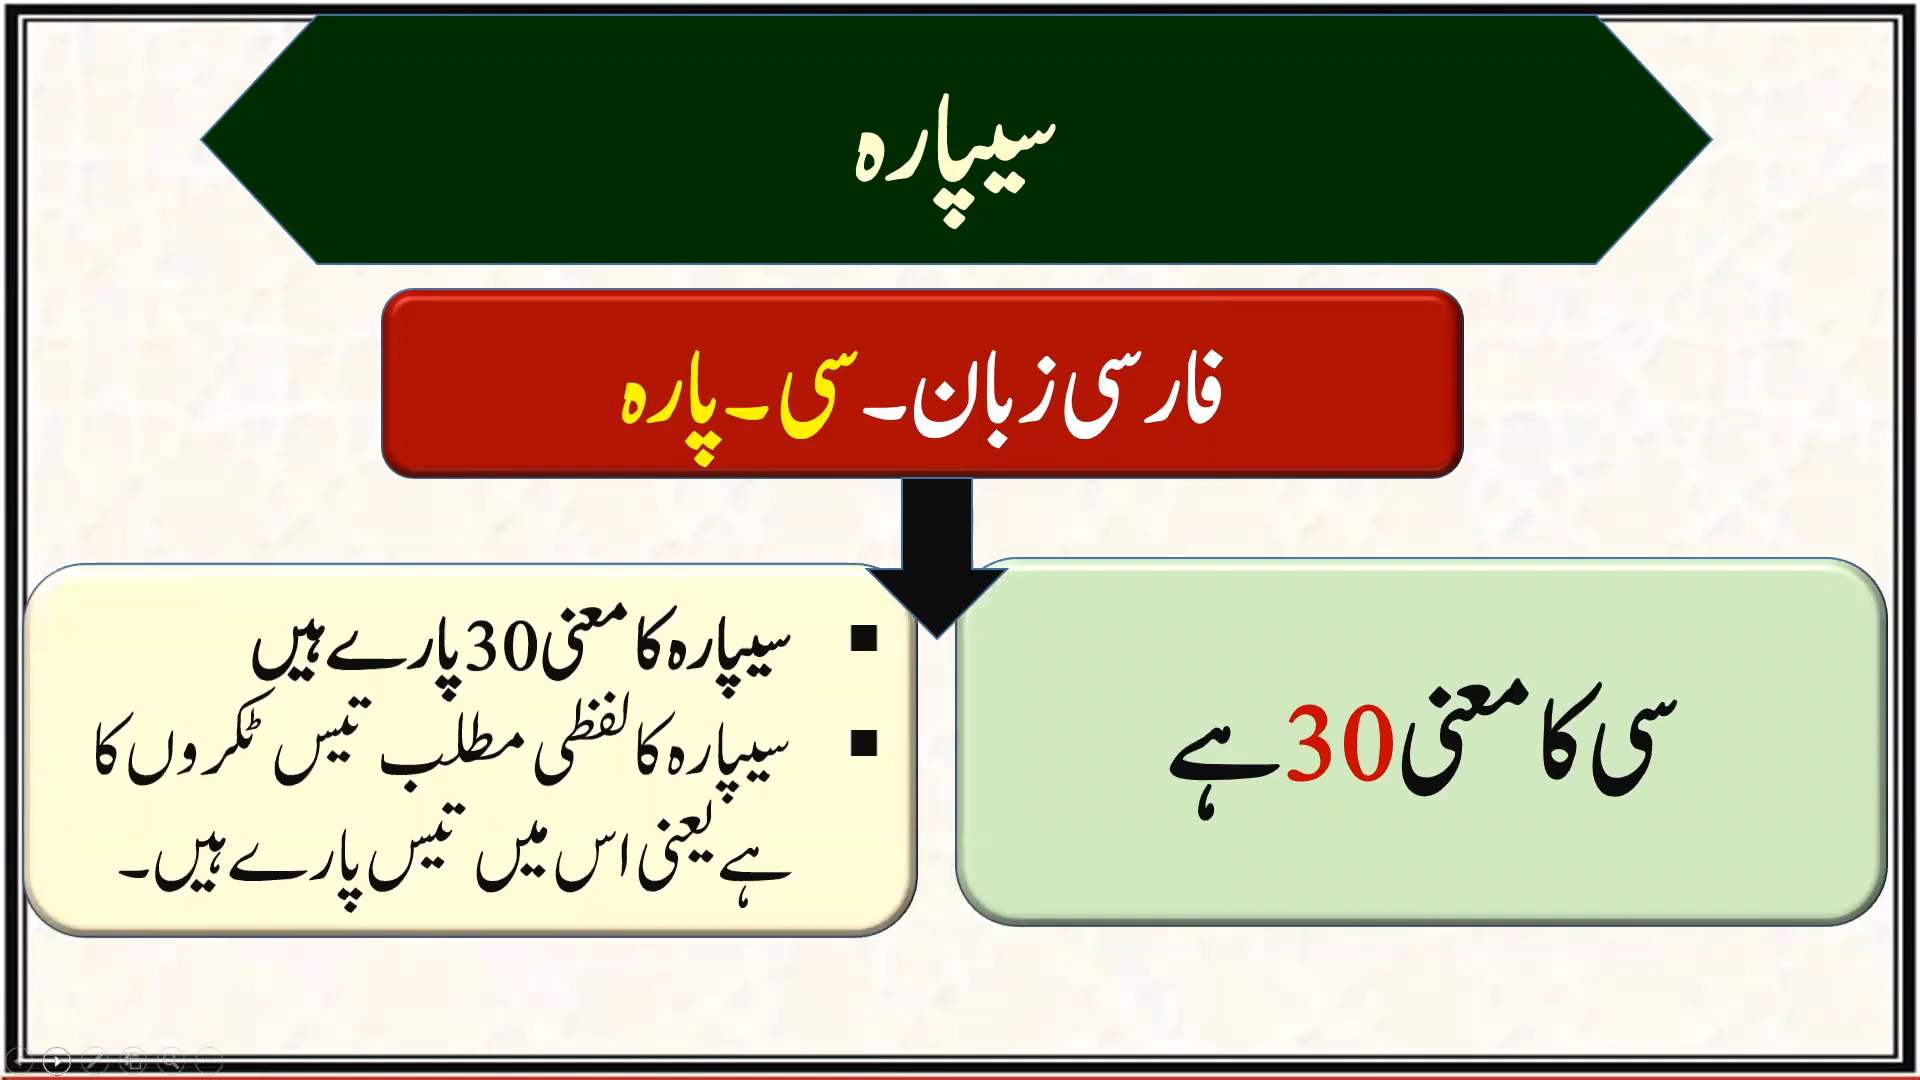 سیپارہ
فارسی زبان۔ سی ۔ پارہ
سی کا معنی 30 ہے
▪ سیپارہ کا معنی 30 پارے ہیں
▪ سیپارہ کا لفظی مطلب تیس ٹکروں کا
ہے یعنی اس میں تیس پارے ہیں۔